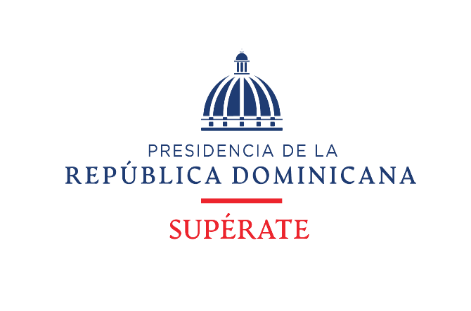 PRESIDENCIA DE LA
REPÚBLICA DOMINICANA
SUPÉRATE